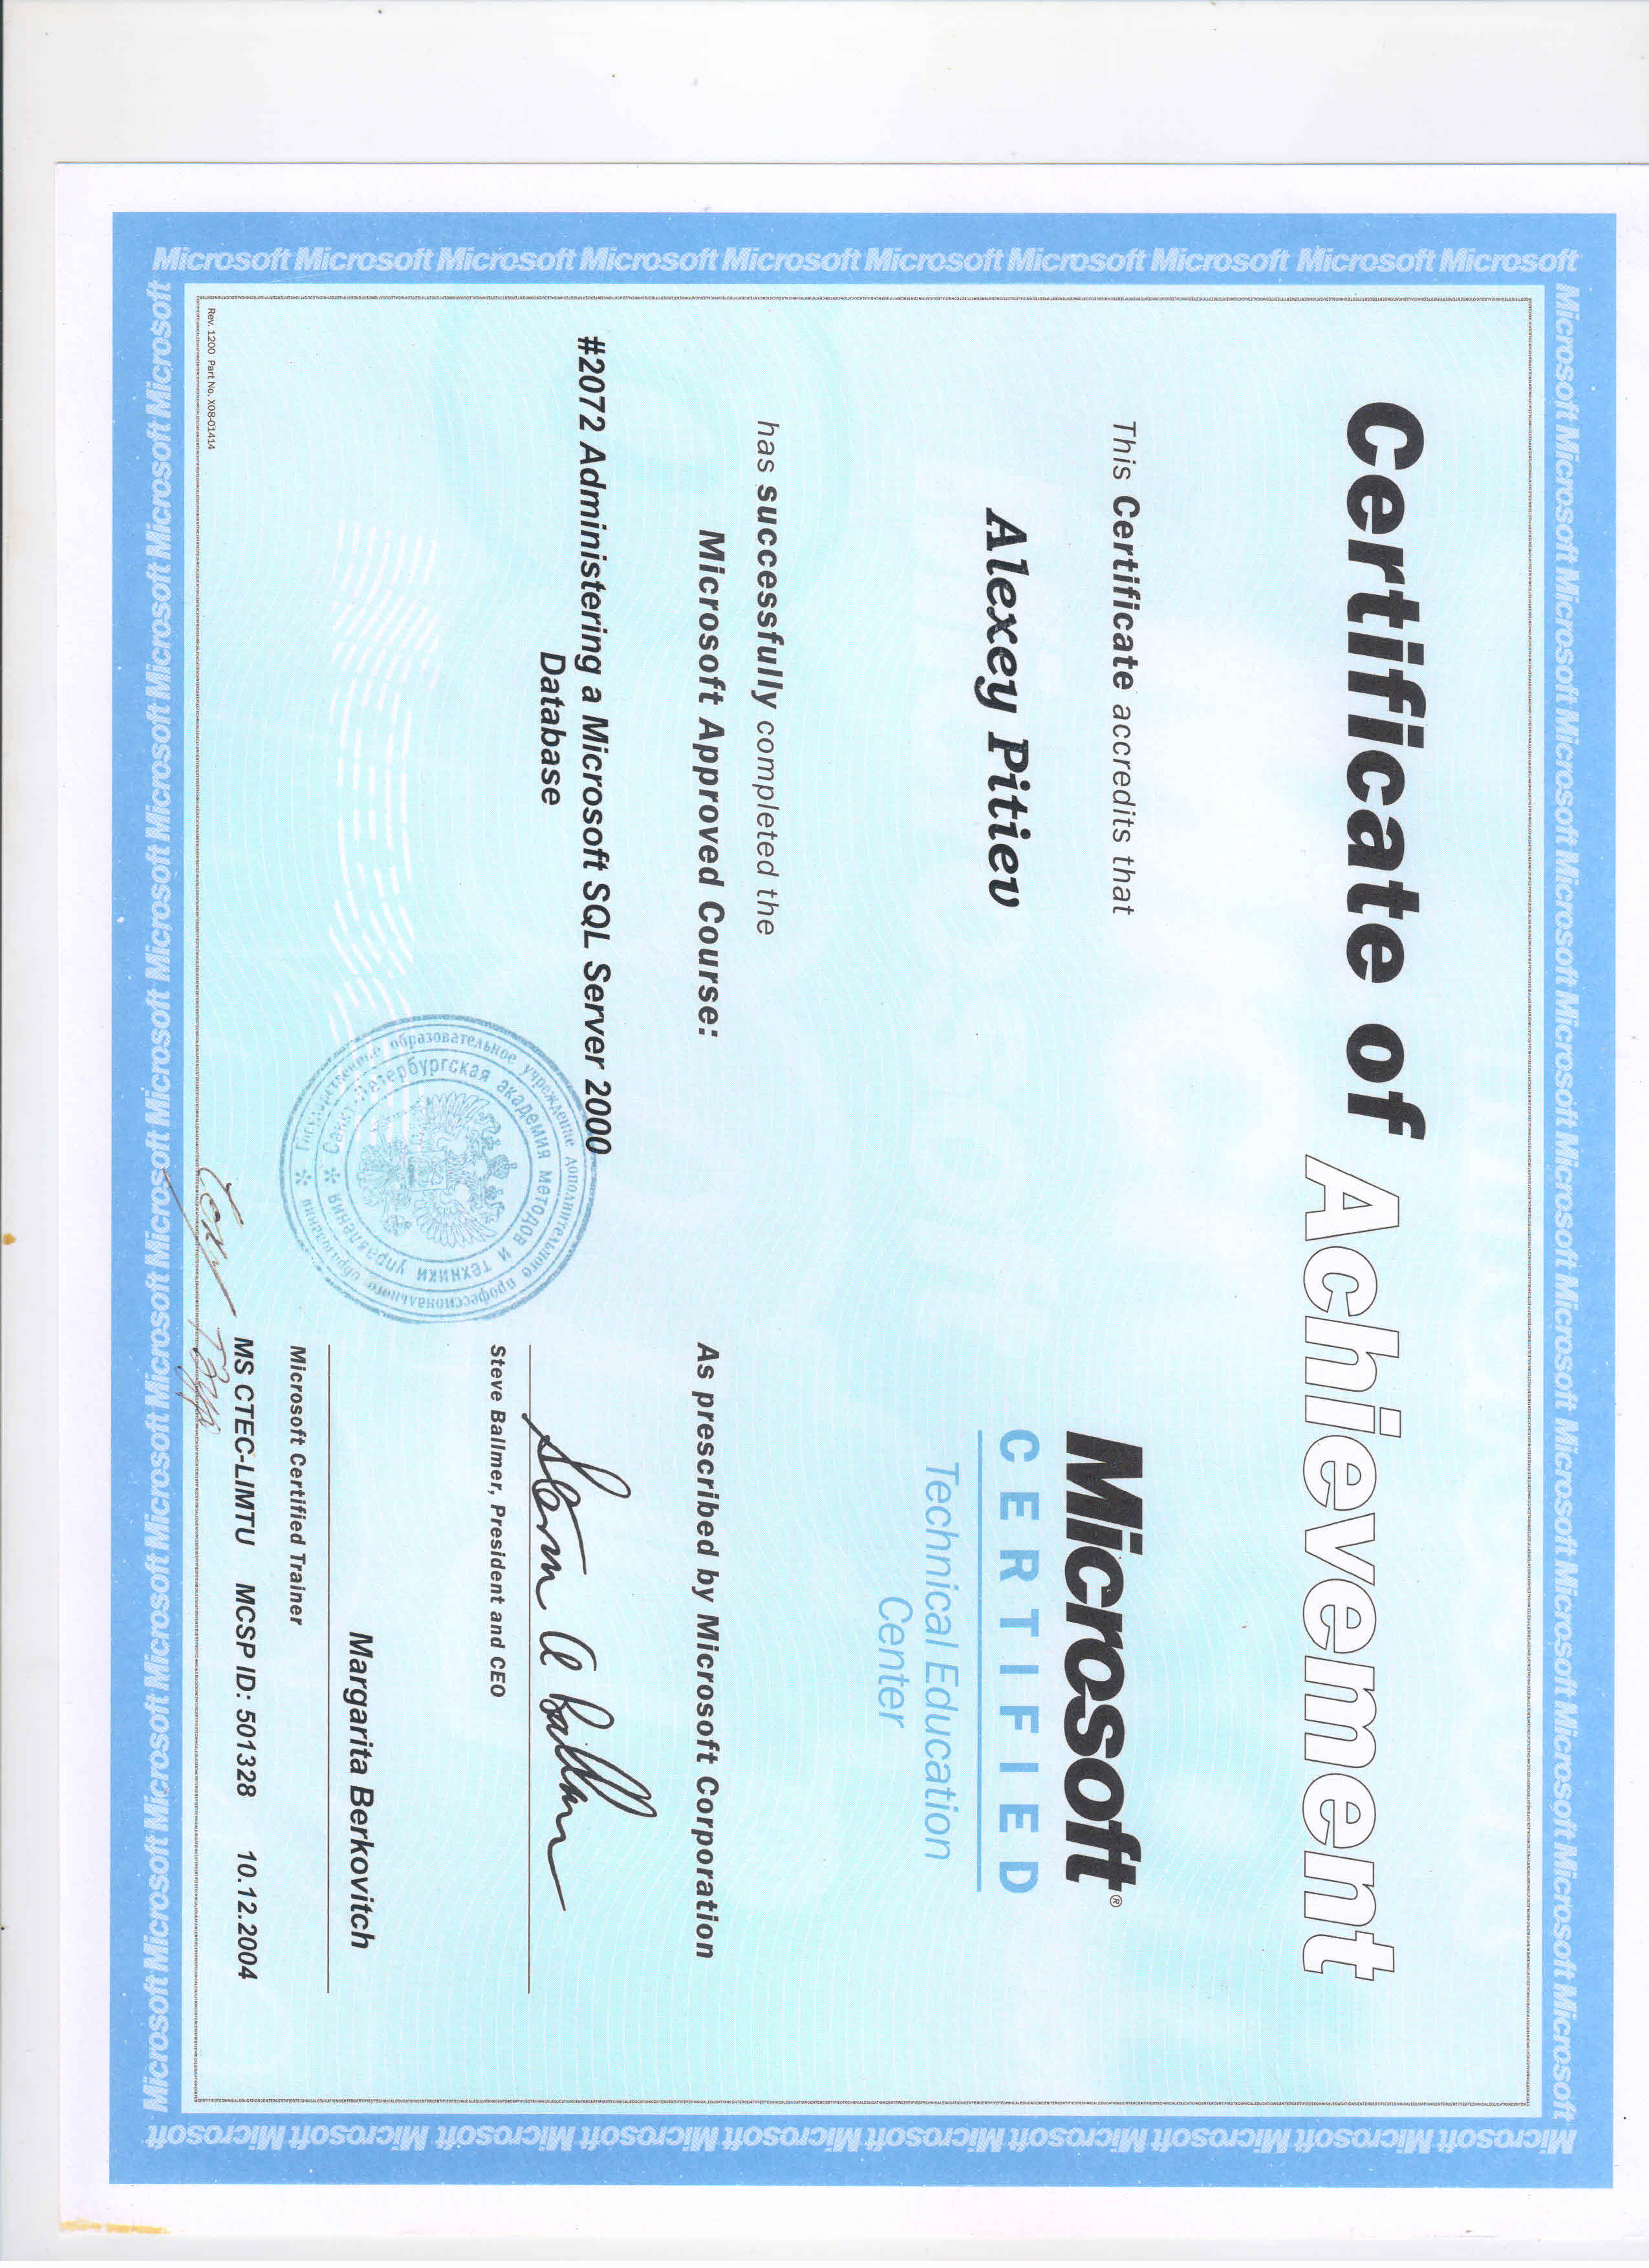 Microsoft Microsoft Microsoft Microsoft Microsoft Microsoft Microsoft Microsoft Microsoft Microsoft Microsoft Microsoft Microsoft
Certificate of Achievement
This Certificate accredits that
Alexey Pitiev
Microsoft®
CERTIFIED
Technical Education
Center
has successfully completed the
Microsoft Approved Course:
#2072 Administering a Microsoft SQL Server 2000
Database
As prescribed by Microsoft Corporation
Steven A Ballmer
Steve Ballmer, President and CEO
Margarita Berkovitch
Microsoft Certified Trainer
MS CTEC-LIMTU MCSP ID: 501328 10.12.2004
Государственное образовательное учреждение дополнительного профессионального образования
Санкт-Петербургская академия методов и техники управления
Rev. 1200 Part No. X08-01414
Microsoft Microsoft Microsoft Microsoft Microsoft Microsoft Microsoft Microsoft Microsoft Microsoft Microsoft Microsoft Microsoft